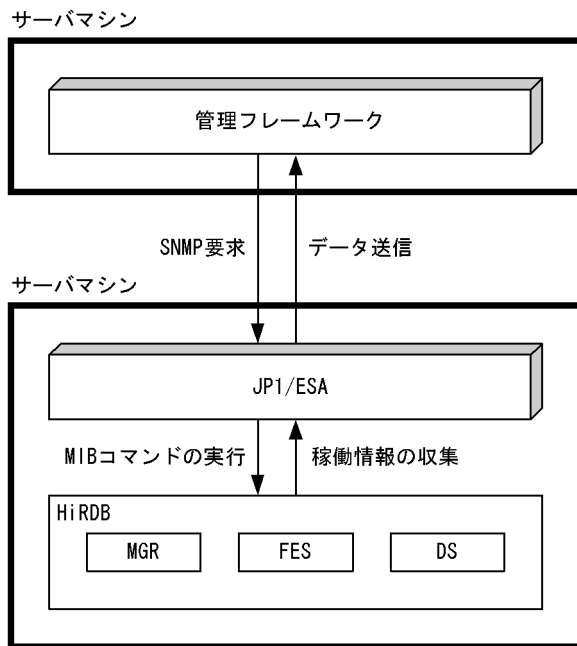 サーバマシン
管理フレームワーク
SNMP要求
データ送信
サーバマシン
JP1/ESA
MIBコマンドの実行
稼働情報の収集
HiRDB
MGR
FES
DS